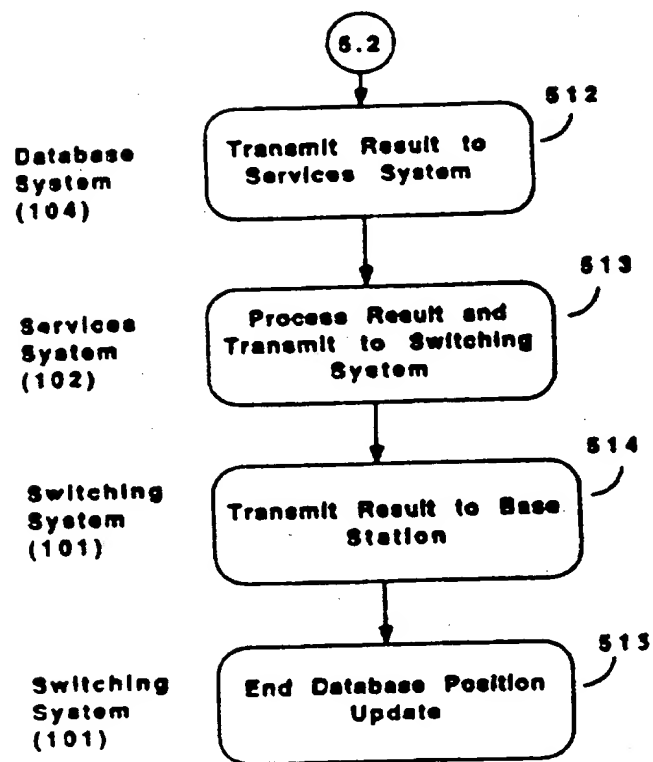 5.2
512
Database
System
(104)
Transmit Result to
Services System
513
Services
System
(102)
Process Result and
Transmit to Switching
System
514
Switching
System
(101)
Transmit Result to Base
Station
515
Switching
System
(101)
End Database Position
Update